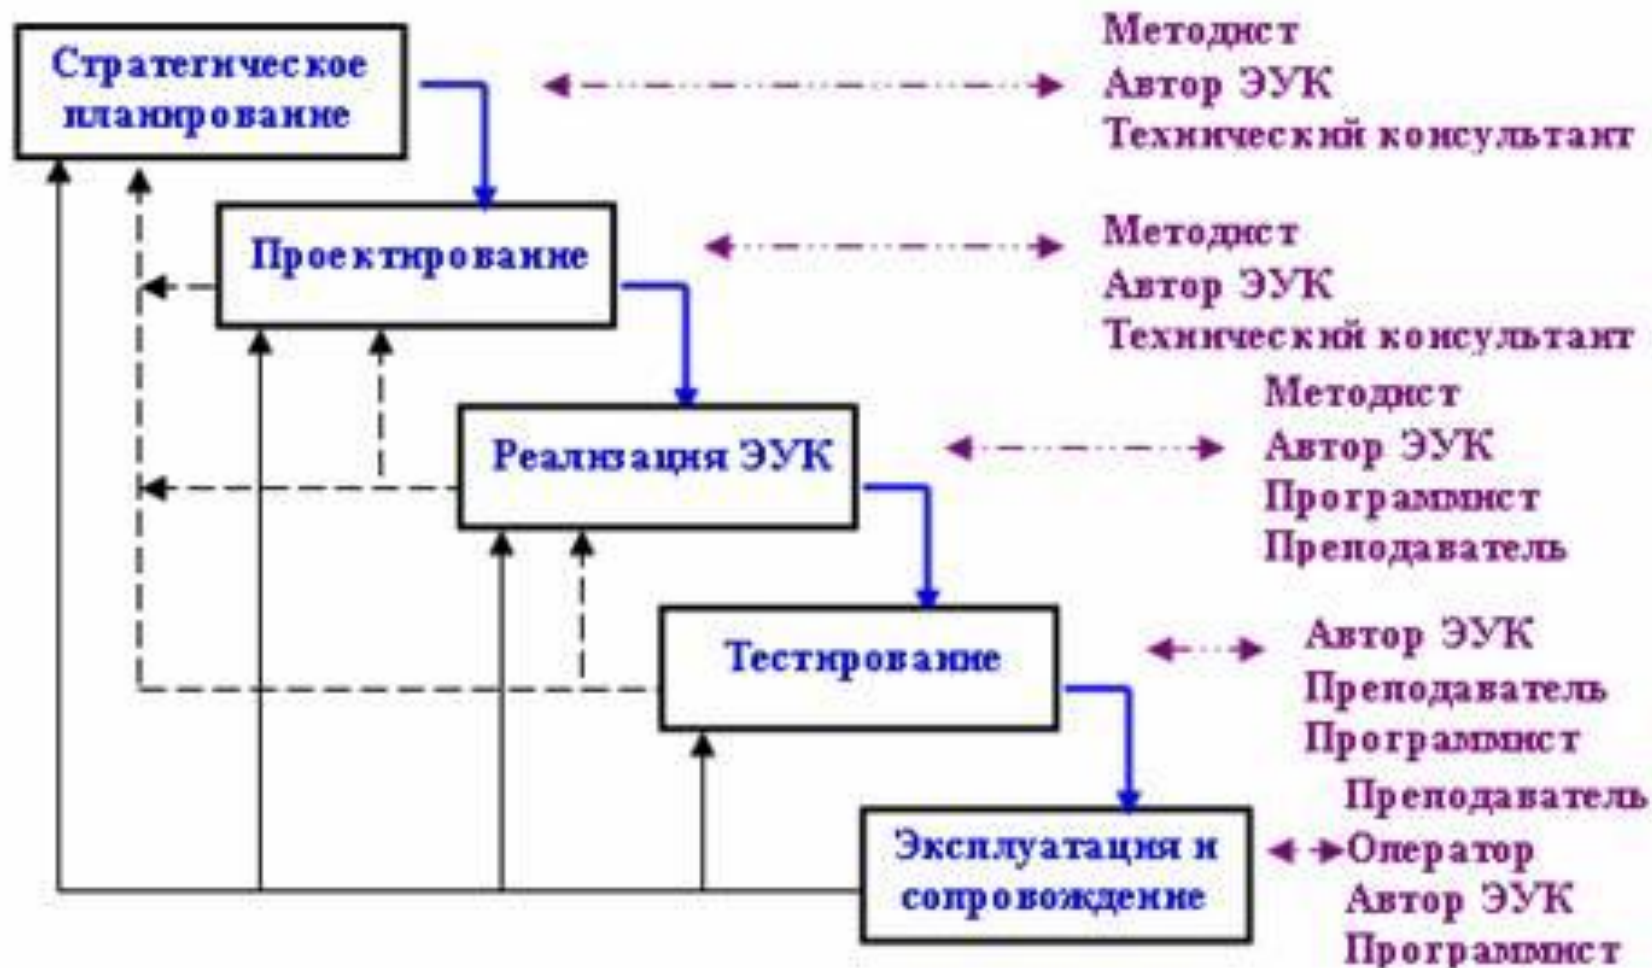 Стратегическое
планирование
Методист
Автор ЭУК
Технический консультант
Проектирование
Методист
Автор ЭУК
Технический консультант
Реализация ЭУК
Методист
Автор ЭУК
Программист
Преподаватель
Тестирование
Автор ЭУК
Преподаватель
Программист
Эксплуатация и
сопровождение
Преподаватель
Оператор
Автор ЭУК
Программист